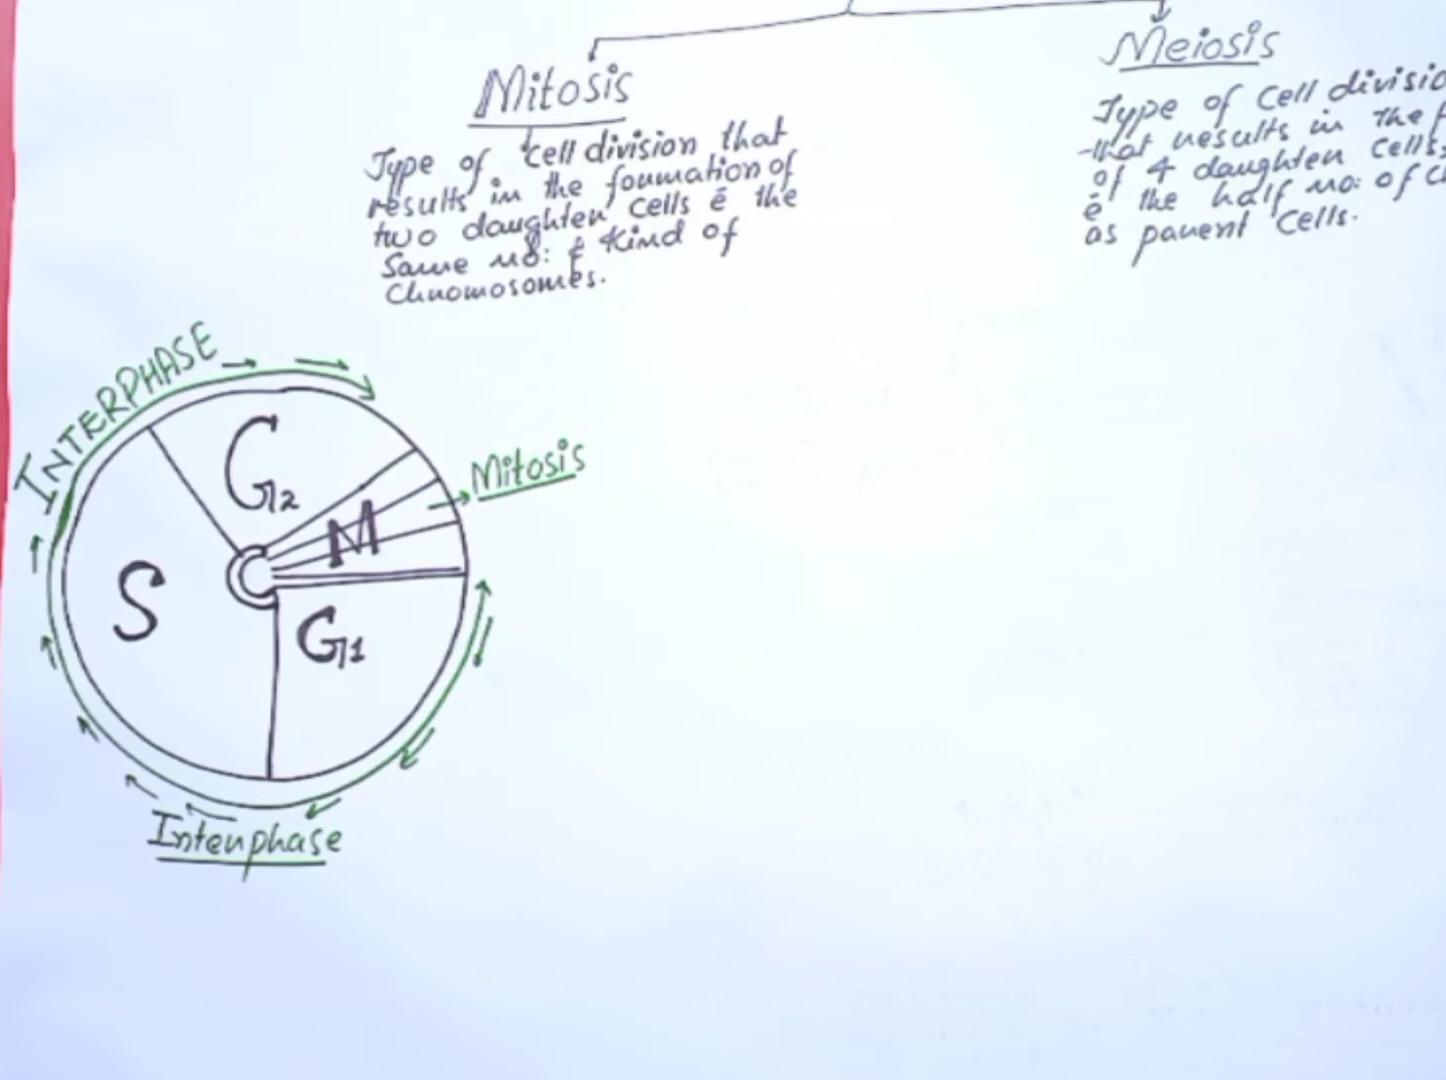 Mitosis
Type of cell division that
results in the formation of
two daughter cells ē the
Same no: & Kind of
Chromosomes.
Meiosis
Type of Cell divisio
that results in the f
of 4 daughter cells
ē the half no: of c
as parent Cells.
INTERPHASE
G2
Mitosis
M
S
G1
Interphase